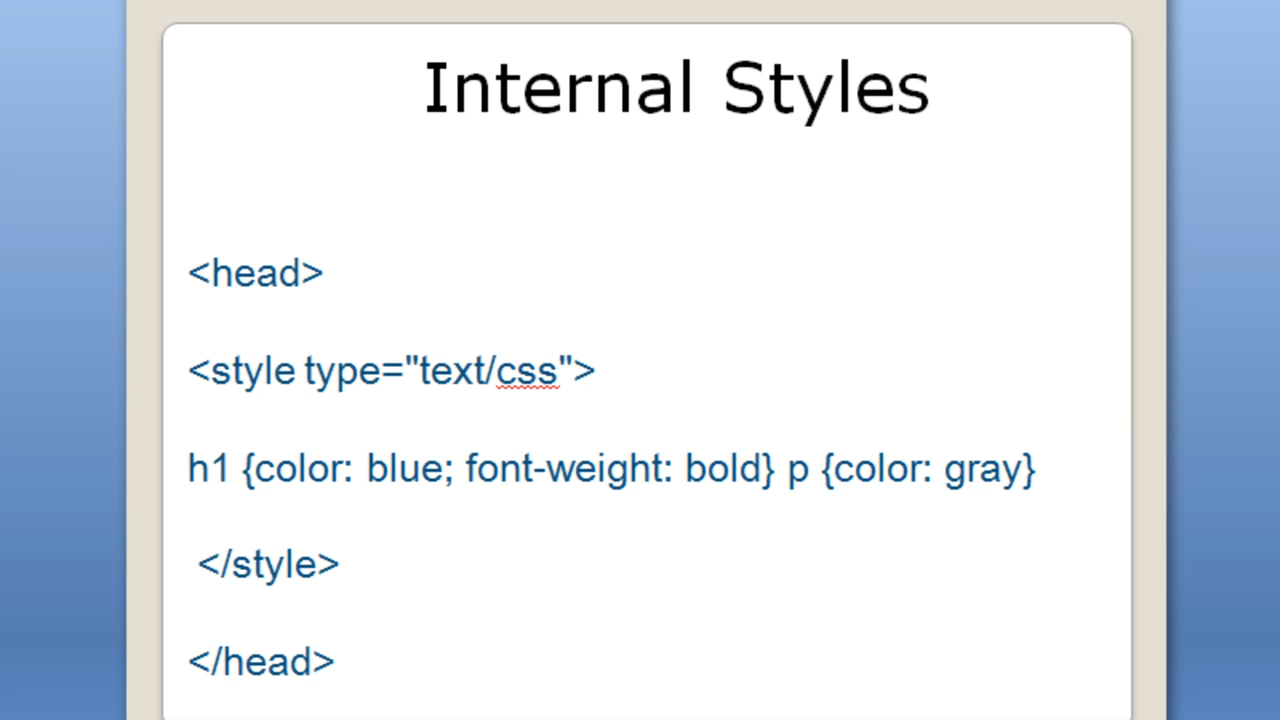 Internal Styles
<head>
<style type="text/css">
h1 {color: blue; font-weight: bold} p {color: gray}
</style>
</head>